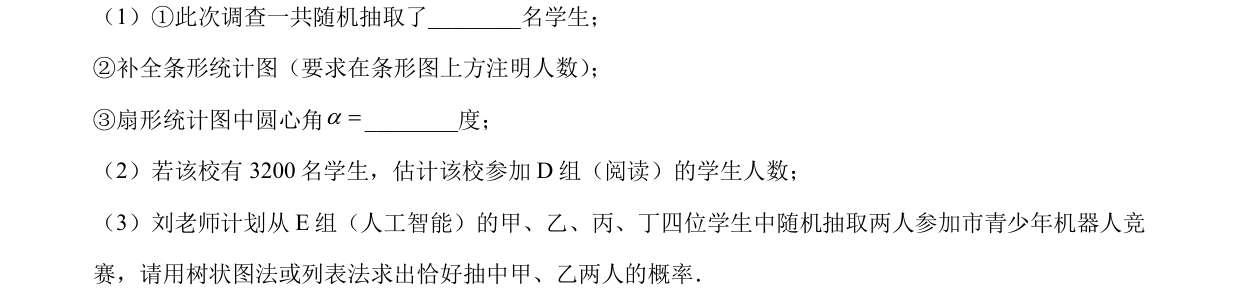 （1）①此次调查一共随机抽取了________名学生；
②补全条形统计图（要求在条形图上方注明人数）；
③扇形统计图中圆心角α=________度；
（2）若该校有 3200 名学生，估计该校参加 D 组（阅读）的学生人数；
（3）刘老师计划从 E 组（人工智能）的甲、乙、丙、丁四位学生中随机抽取两人参加市青少年机器人竞
赛，请用树状图法或列表法求出恰好抽中甲、乙两人的概率．